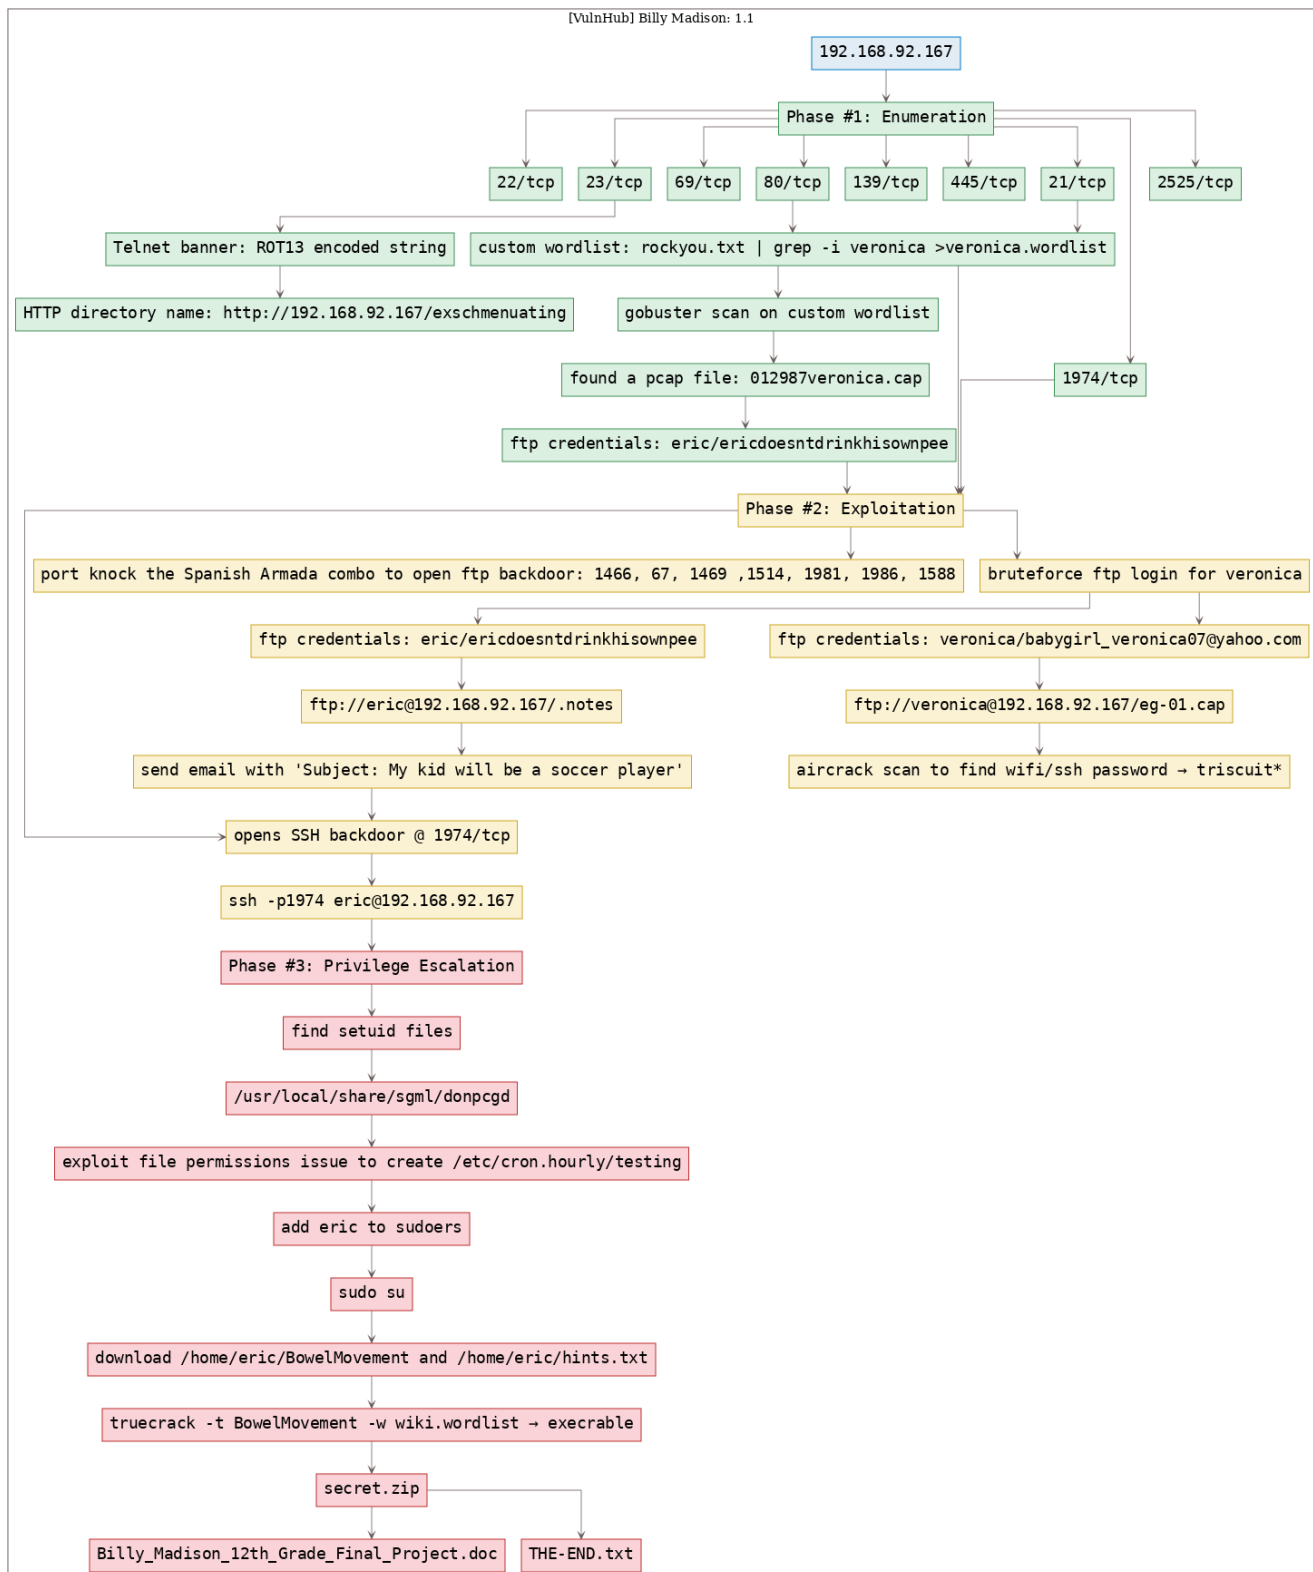 [VulnHub] Billy Madison: 1.1
192.168.92.167
Phase #1: Enumeration
22/tcp
23/tcp
69/tcp
80/tcp
139/tcp
445/tcp
21/tcp
2525/tcp
Telnet banner: ROT13 encoded string
custom wordlist: rockyou.txt | grep -i veronica >veronica.wordlist
HTTP directory name: http://192.168.92.167/exschmenuating
gobuster scan on custom wordlist
found a pcap file: 012987veronica.cap
1974/tcp
ftp credentials: eric/ericdoesntdrinkhisownpee
Phase #2: Exploitation
port knock the Spanish Armada combo to open ftp backdoor: 1466, 67, 1469 ,1514, 1981, 1986, 1588
bruteforce ftp login for veronica
ftp credentials: eric/ericdoesntdrinkhisownpee
ftp credentials: veronica/babygirl_veronica07@yahoo.com
ftp://eric@192.168.92.167/.notes
ftp://veronica@192.168.92.167/eg-01.cap
send email with 'Subject: My kid will be a soccer player'
aircrack scan to find wifi/ssh password → triscuit*
opens SSH backdoor @ 1974/tcp
ssh -p1974 eric@192.168.92.167
Phase #3: Privilege Escalation
find setuid files
/usr/local/share/sgml/donpcgd
exploit file permissions issue to create /etc/cron.hourly/testing
add eric to sudoers
sudo su
download /home/eric/BowelMovement and /home/eric/hints.txt
truecrack -t BowelMovement -w wiki.wordlist → execrable
secret.zip
Billy_Madison_12th_Grade_Final_Project.doc
THE-END.txt